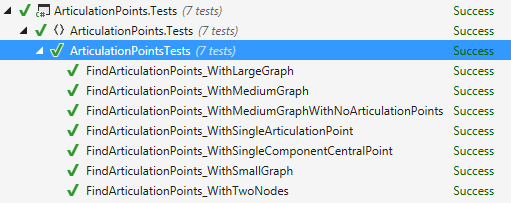 ArticulationPoints.Tests (7 tests) Success
ArticulationPoints.Tests (7 tests) Success
ArticulationPointsTests (7 tests) Success
FindArticulationPoints_WithLargeGraph Success
FindArticulationPoints_WithMediumGraph Success
FindArticulationPoints_WithMediumGraphWithNoArticulationPoints Success
FindArticulationPoints_WithSingleArticulationPoint Success
FindArticulationPoints_WithSingleComponentCentralPoint Success
FindArticulationPoints_WithSmallGraph Success
FindArticulationPoints_WithTwoNodes Success